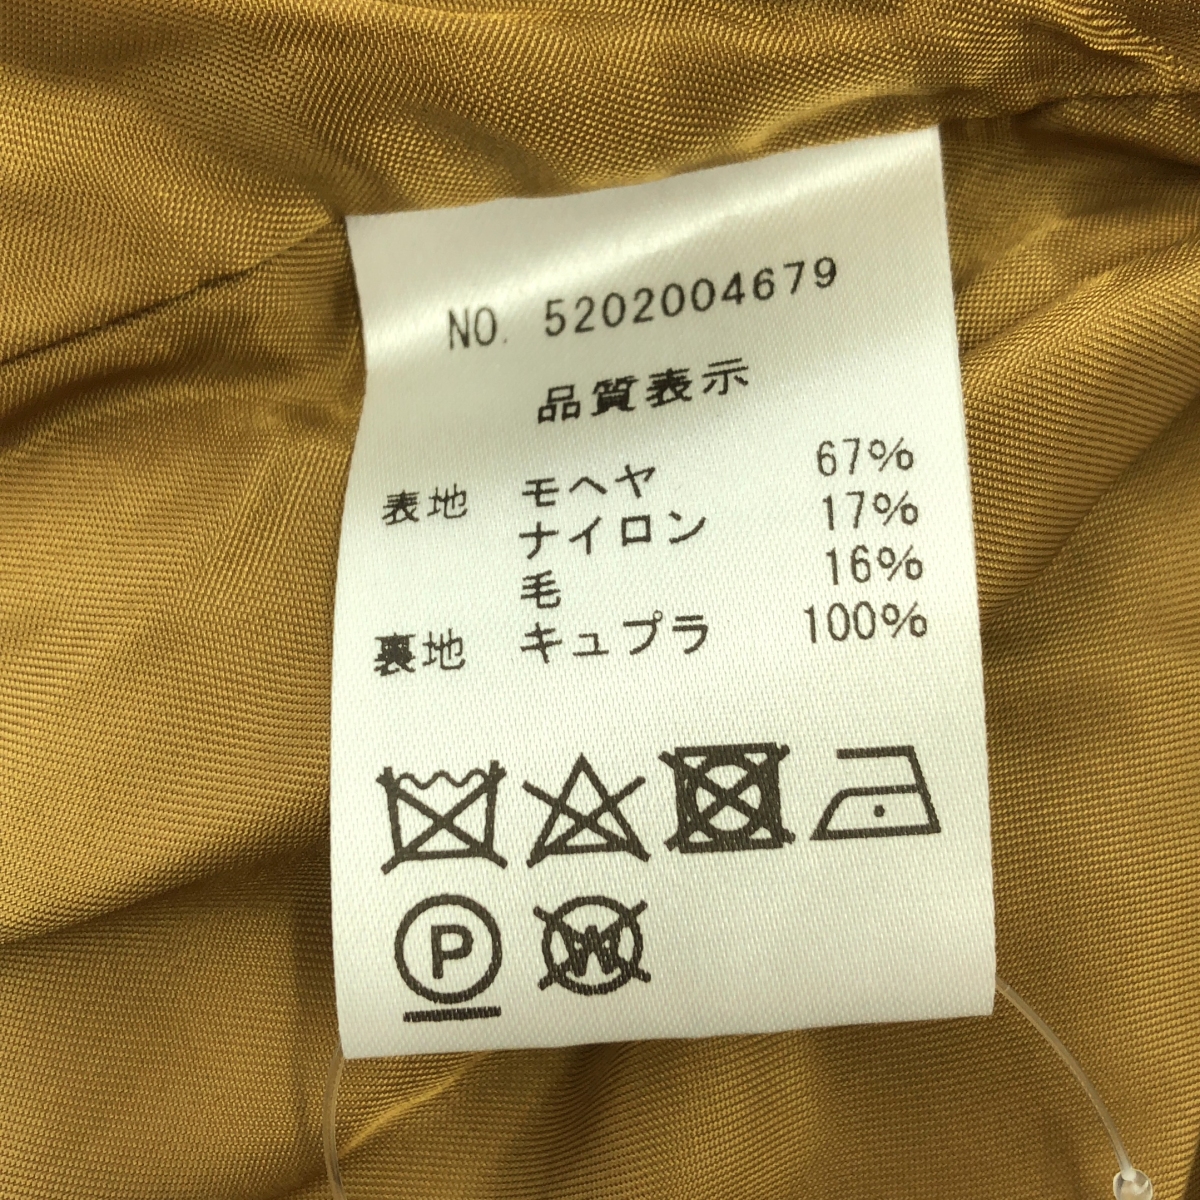 NO. 5202004679
品質表示
表地 モヘヤ 67%
ナイロン 17%
毛 16%
裏地 キュプラ 100%
P
W